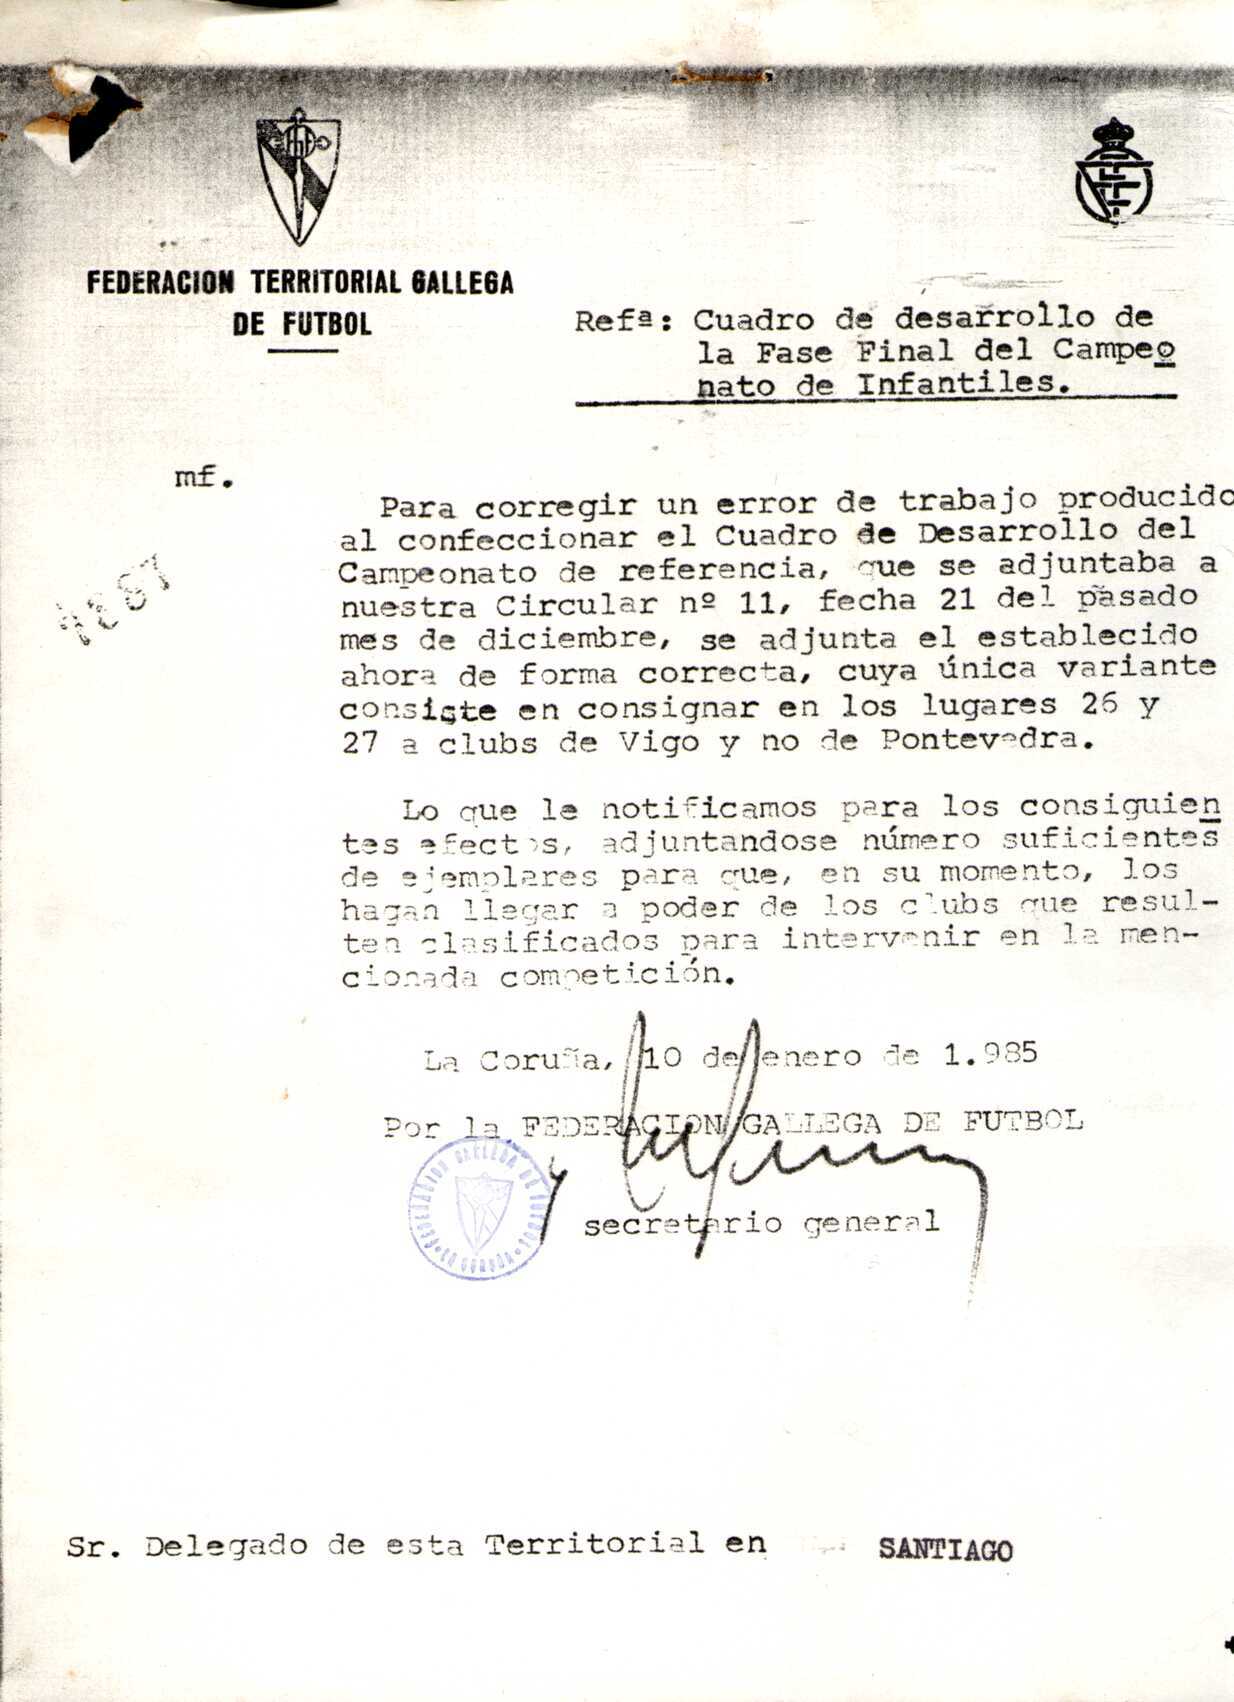 FEDERACION TERRITORIAL GALLEGA
DE FUTBOL
Refª: Cuadro de desarrollo de
la Fase Final del Campeo
nato de Infantiles.
mf.
1887
Para corregir un error de trabajo producido
al confeccionar el Cuadro de Desarrollo del
Campeonato de referencia, que se adjuntaba a
nuestra Circular nº 11, fecha 21 del pasado
mes de diciembre, se adjunta el establecido
ahora de forma correcta, cuya única variante
consiste en consignar en los lugares 26 y
27 a clubs de Vigo y no de Pontevedra.
Lo que le notificamos para los consiguien
tes efectos, adjuntandose número suficientes
de ejemplares para que, en su momento, los
hagan llegar a poder de los clubs que resul-
ten clasificados para intervenir en la men-
cionada competición.
La Coruña, 10 de enero de 1.985
Por la FEDERACION GALLEGA DE FUTBOL
FEDERACION GALLEGA DE FUTBOL
LA CORUÑA
secretario general
Sr. Delegado de esta Territorial en SANTIAGO